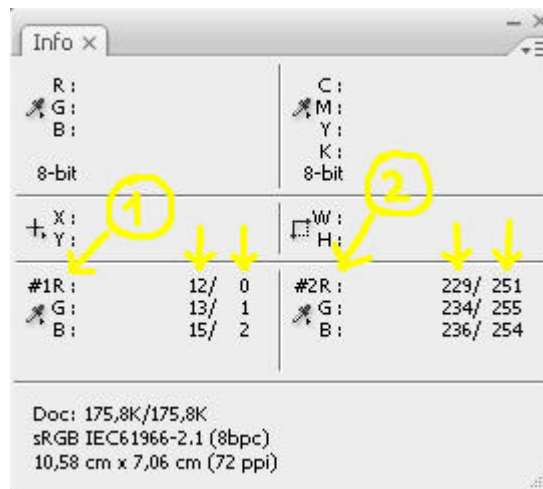 Info ×
R :
G :
B :
8-bit
C :
M :
Y :
K :
8-bit
1
2
X :
Y :
W :
H :
#1R : 12/ 0
G : 13/ 1
B : 15/ 2
#2R : 229/ 251
G : 234/ 255
B : 236/ 254
Doc: 175,8K/175,8K
sRGB IEC61966-2.1 (8bpc)
10,58 cm x 7,06 cm (72 ppi)